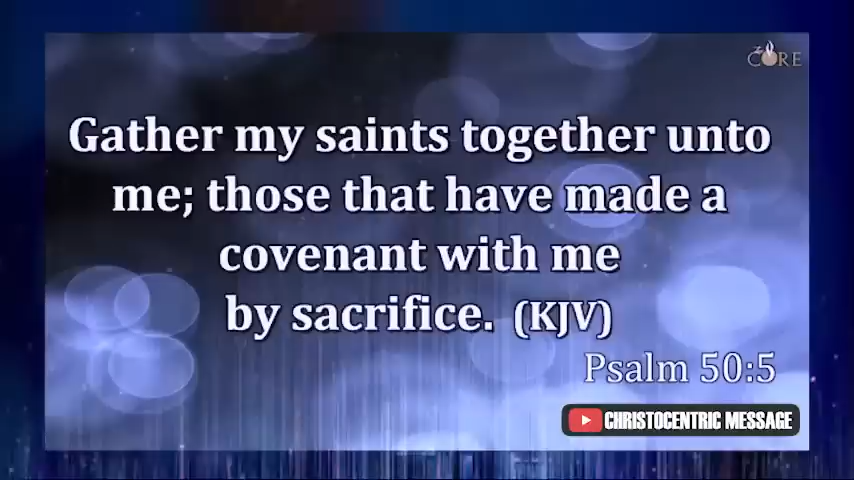 THE CORE
Gather my saints together unto
me; those that have made a
covenant with me
by sacrifice. (KJV)
Psalm 50:5
CHRISTOCENTRIC MESSAGE